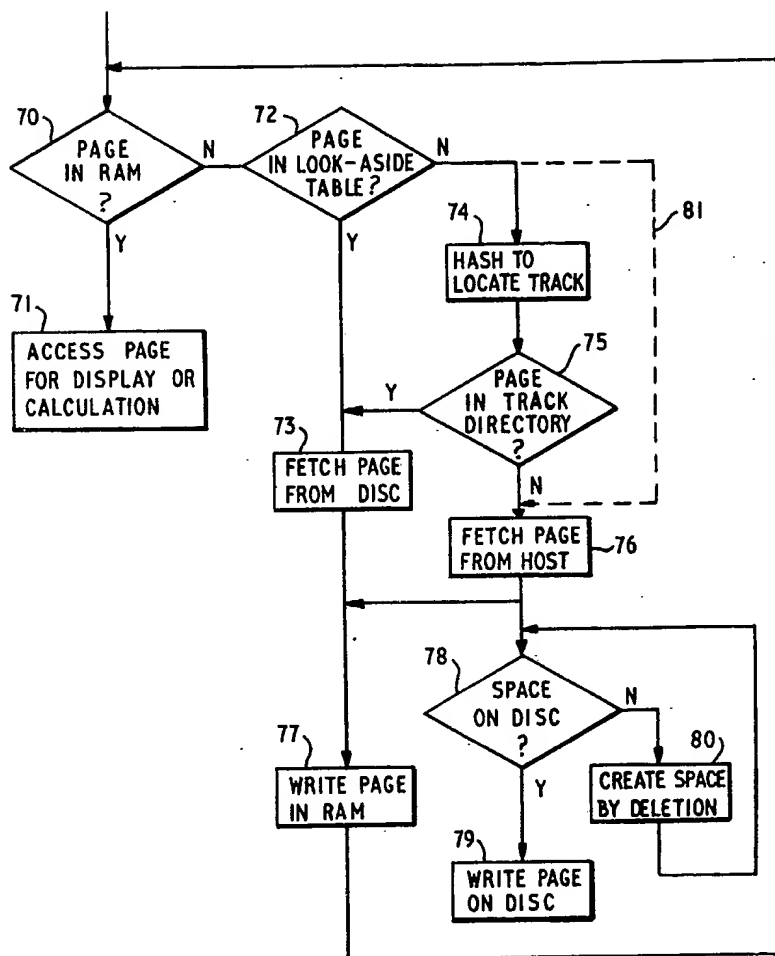 70
PAGE
IN RAM
?
N
Y
72
PAGE
IN LOOK-ASIDE
TABLE?
N
Y
81
74
HASH TO
LOCATE TRACK
71
ACCESS PAGE
FOR DISPLAY OR
CALCULATION
75
PAGE
IN TRACK
DIRECTORY
?
Y
N
73
FETCH PAGE
FROM DISC
FETCH PAGE
FROM HOST
76
78
SPACE
ON DISC
?
N
Y
77
WRITE PAGE
IN RAM
80
CREATE SPACE
BY DELETION
79
WRITE PAGE
ON DISC